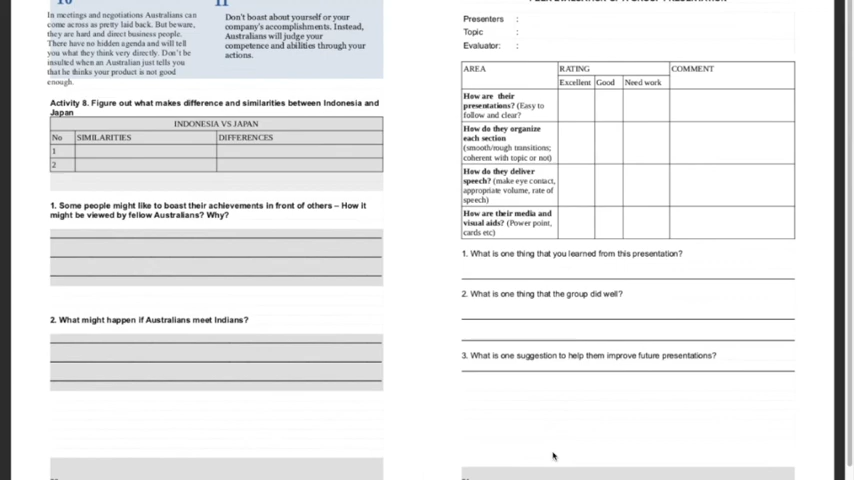 10
11
In meetings and negotiations Australians can
come across as pretty laid back. But beware,
they are hard and direct business people.
There have no hidden agenda and will tell
you what they think very directly. Don't be
insulted when an Australian just tells you
that he thinks your product is not good
enough.
Don't boast about yourself or your
company's accomplishments. Instead,
Australians will judge your
competence and abilities through your
actions.
Activity 8. Figure out what makes difference and similarities between Indonesia and
Japan
INDONESIA VS JAPAN
No SIMILARITIES DIFFERENCES
1
2
1. Some people might like to boast their achievements in front of others – How it
might be viewed by fellow Australians? Why?
2. What might happen if Australians meet Indians?
Presenters :
Topic :
Evaluator: :
AREA RATING COMMENT
Excellent Good Need work
How are their
presentations? (Easy to
follow and clear?
How do they organize
each section
(smooth/rough transitions;
coherent with topic or not)
How do they deliver
speech? (make eye contact,
appropriate volume, rate of
speech)
How are their media and
visual aids? (Power point,
cards etc)
1. What is one thing that you learned from this presentation?
2. What is one thing that the group did well?
3. What is one suggestion to help them improve future presentations?